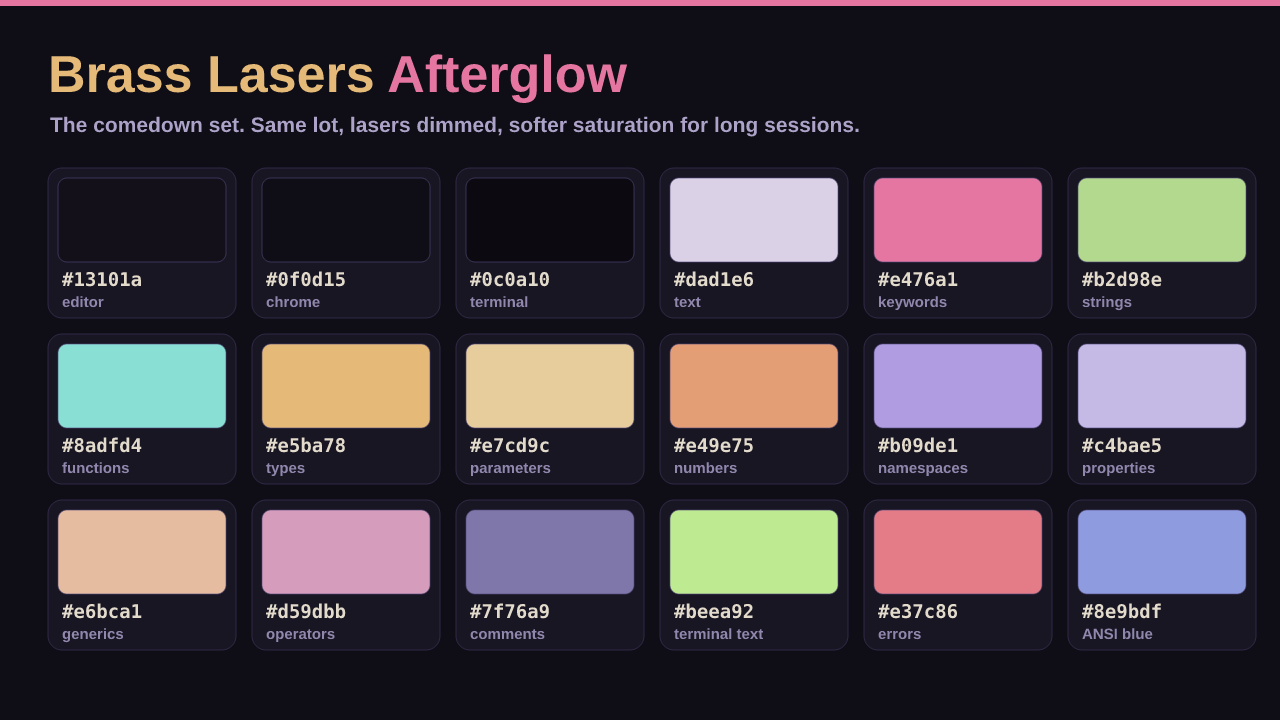 Brass Lasers Afterglow
The comedown set. Same lot, lasers dimmed, softer saturation for long sessions.
#13101a
editor
#0f0d15
chrome
#0c0a10
terminal
#dad1e6
text
#e476a1
keywords
#b2d98e
strings
#8adfd4
functions
#e5ba78
types
#e7cd9c
parameters
#e49e75
numbers
#b09de1
namespaces
#c4bae5
properties
#e6bca1
generics
#d59dbb
operators
#7f76a9
comments
#beea92
terminal text
#e37c86
errors
#8e9bdf
ANSI blue